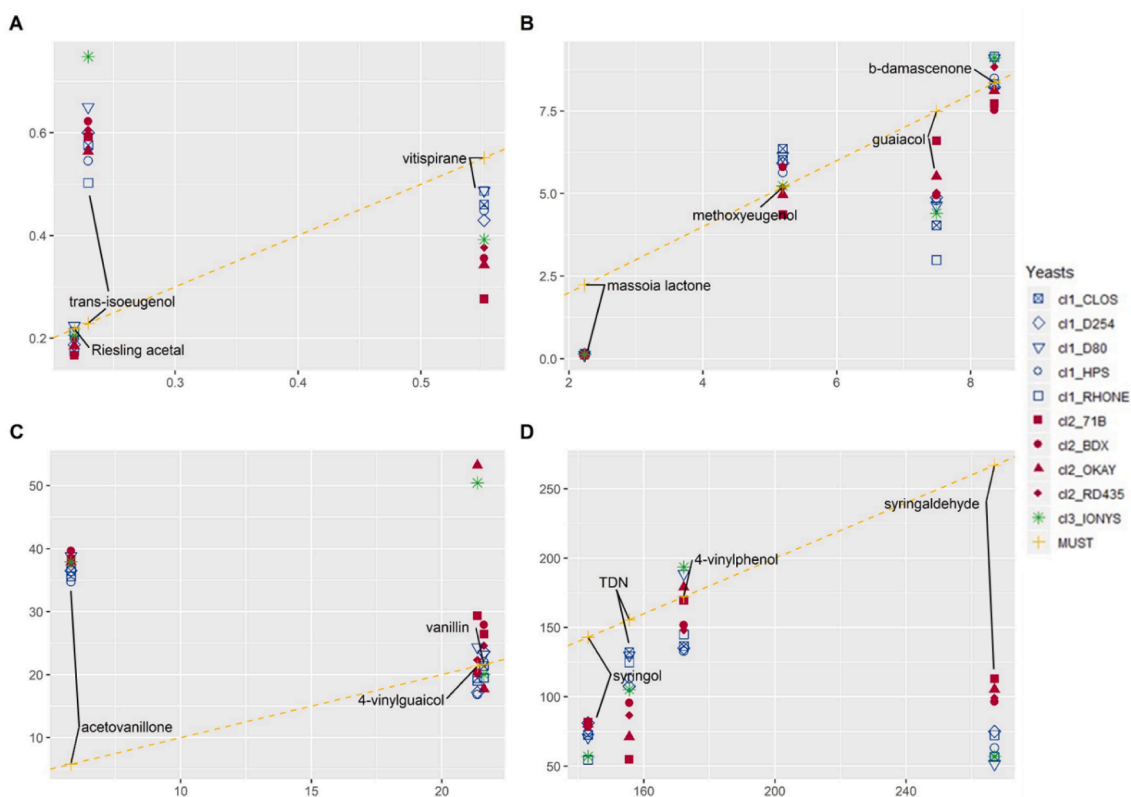 A
0.6
0.4
0.2
vitispirane
trans-isoeugenol
Riesling acetal
0.3
0.4
0.5
B
7.5
5.0
2.5
0.0
b-damascenone
guaiacol
methoxyeugenol
massoia lactone
2
4
6
8
C
50
40
30
20
10
vanillin
4-vinylguaicol
acetovanillone
5
10
15
20
D
250
200
150
100
50
syringaldehyde
4-vinylphenol
TDN
syringol
160
200
240
Yeasts
cl1_CLOS
cl1_D254
cl1_D80
cl1_HPS
cl1_RHONE
cl2_71B
cl2_BDX
cl2_OKAY
cl2_RD435
cl3_IONYS
MUST